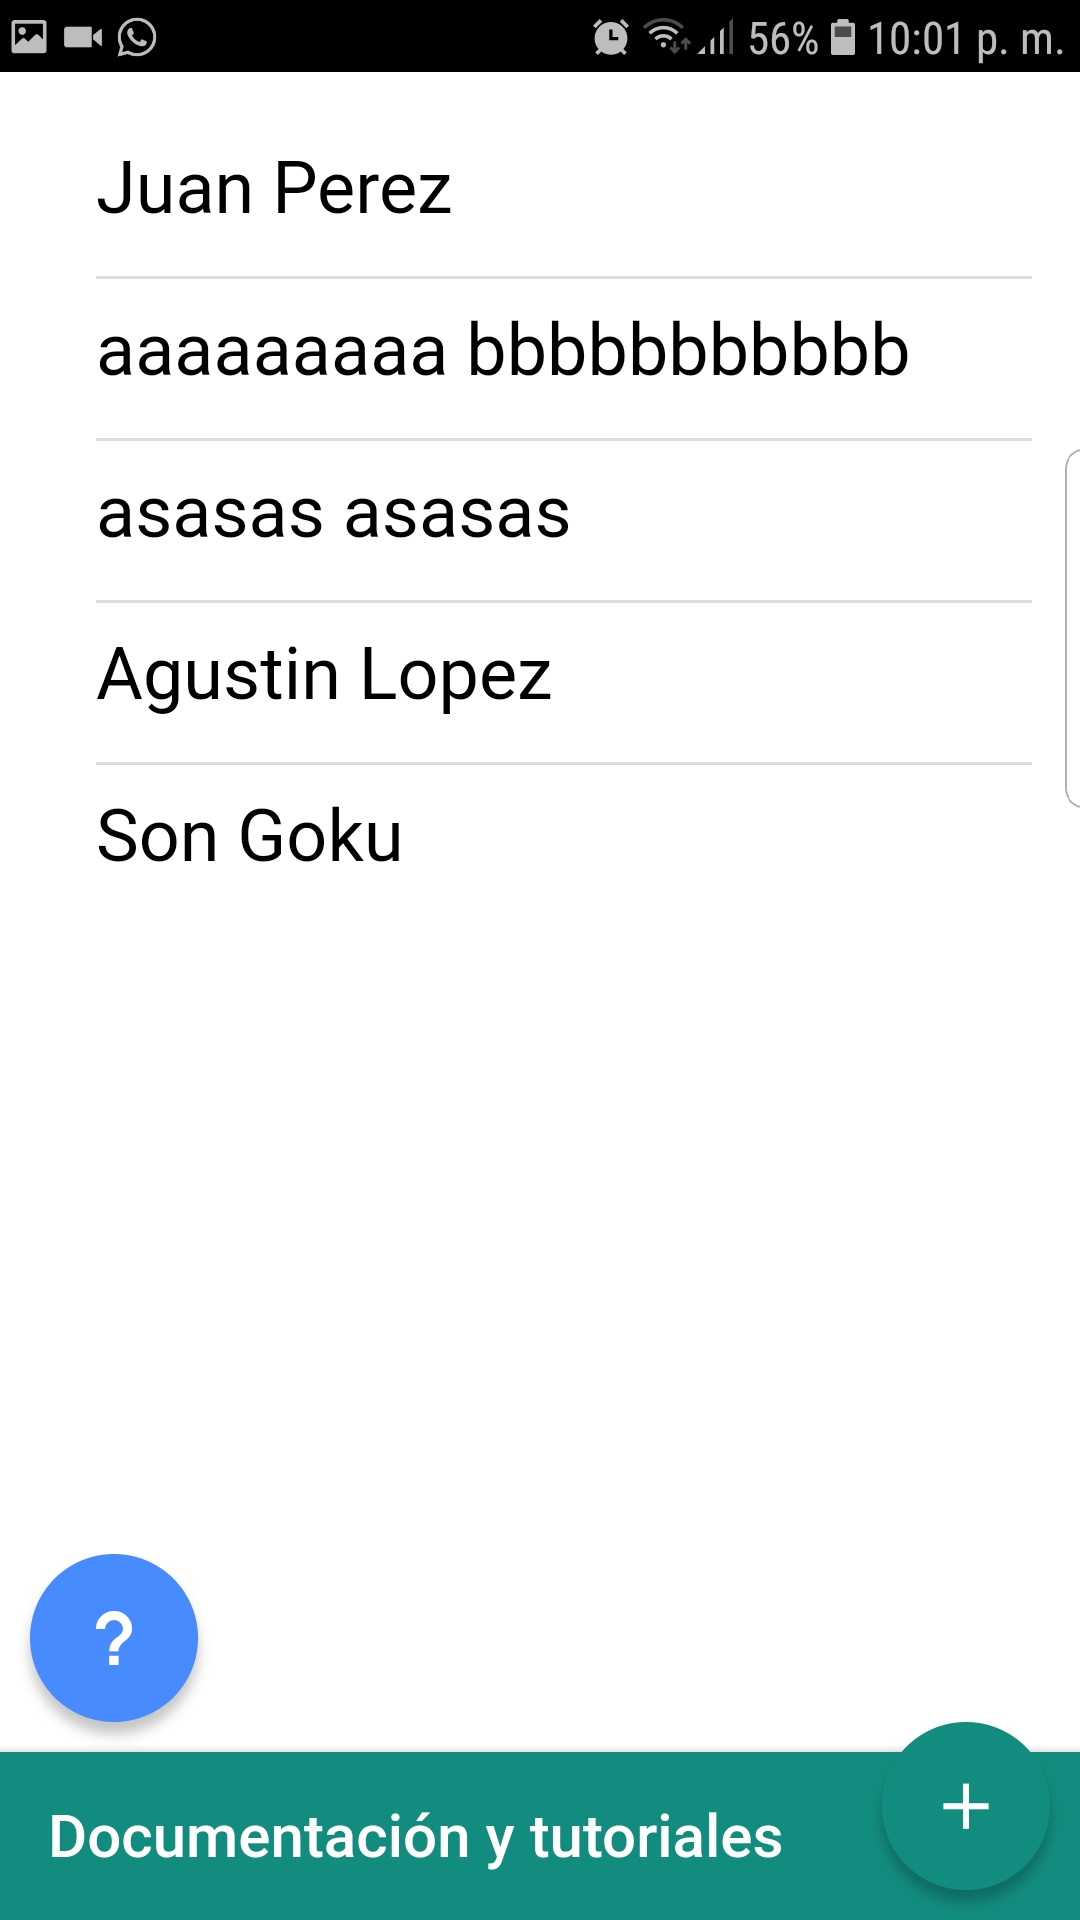 56% 10:01 p. m.
Juan Perez
aaaaaaaaa bbbbbbbbbbb
asasas asasas
Agustin Lopez
Son Goku
?
+
Documentación y tutoriales